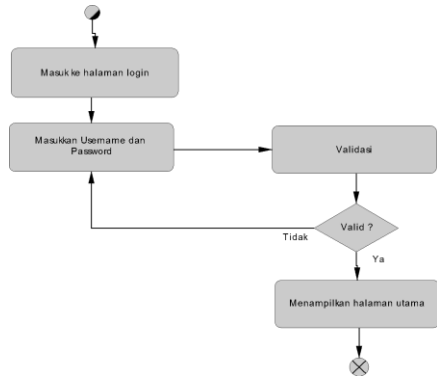 Masuk ke halaman login
Masukkan Username dan
Password
Validasi
Valid ?
Tidak
Ya
Menampilkan halaman utama